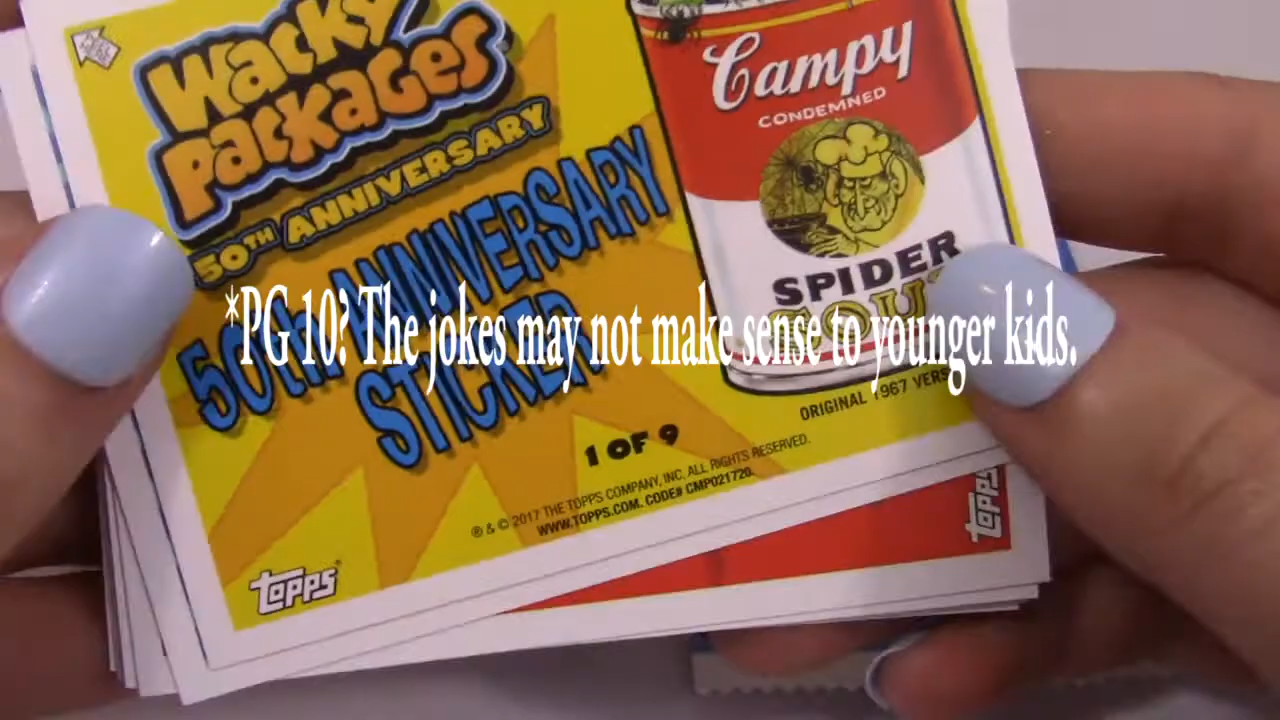 Wacky
Packages
50TH ANNIVERSARY
50th ANNIVERSARY
STICKER
1 OF 9
® & © 2017 THE TOPPS COMPANY, INC. ALL RIGHTS RESERVED.
WWW.TOPPS.COM. CODE# CMP021720
topps
Campy
CONDEMNED
SPIDER
ORIGINAL 1967
topps
*PG 10? The jokes may not make sense to younger kids.